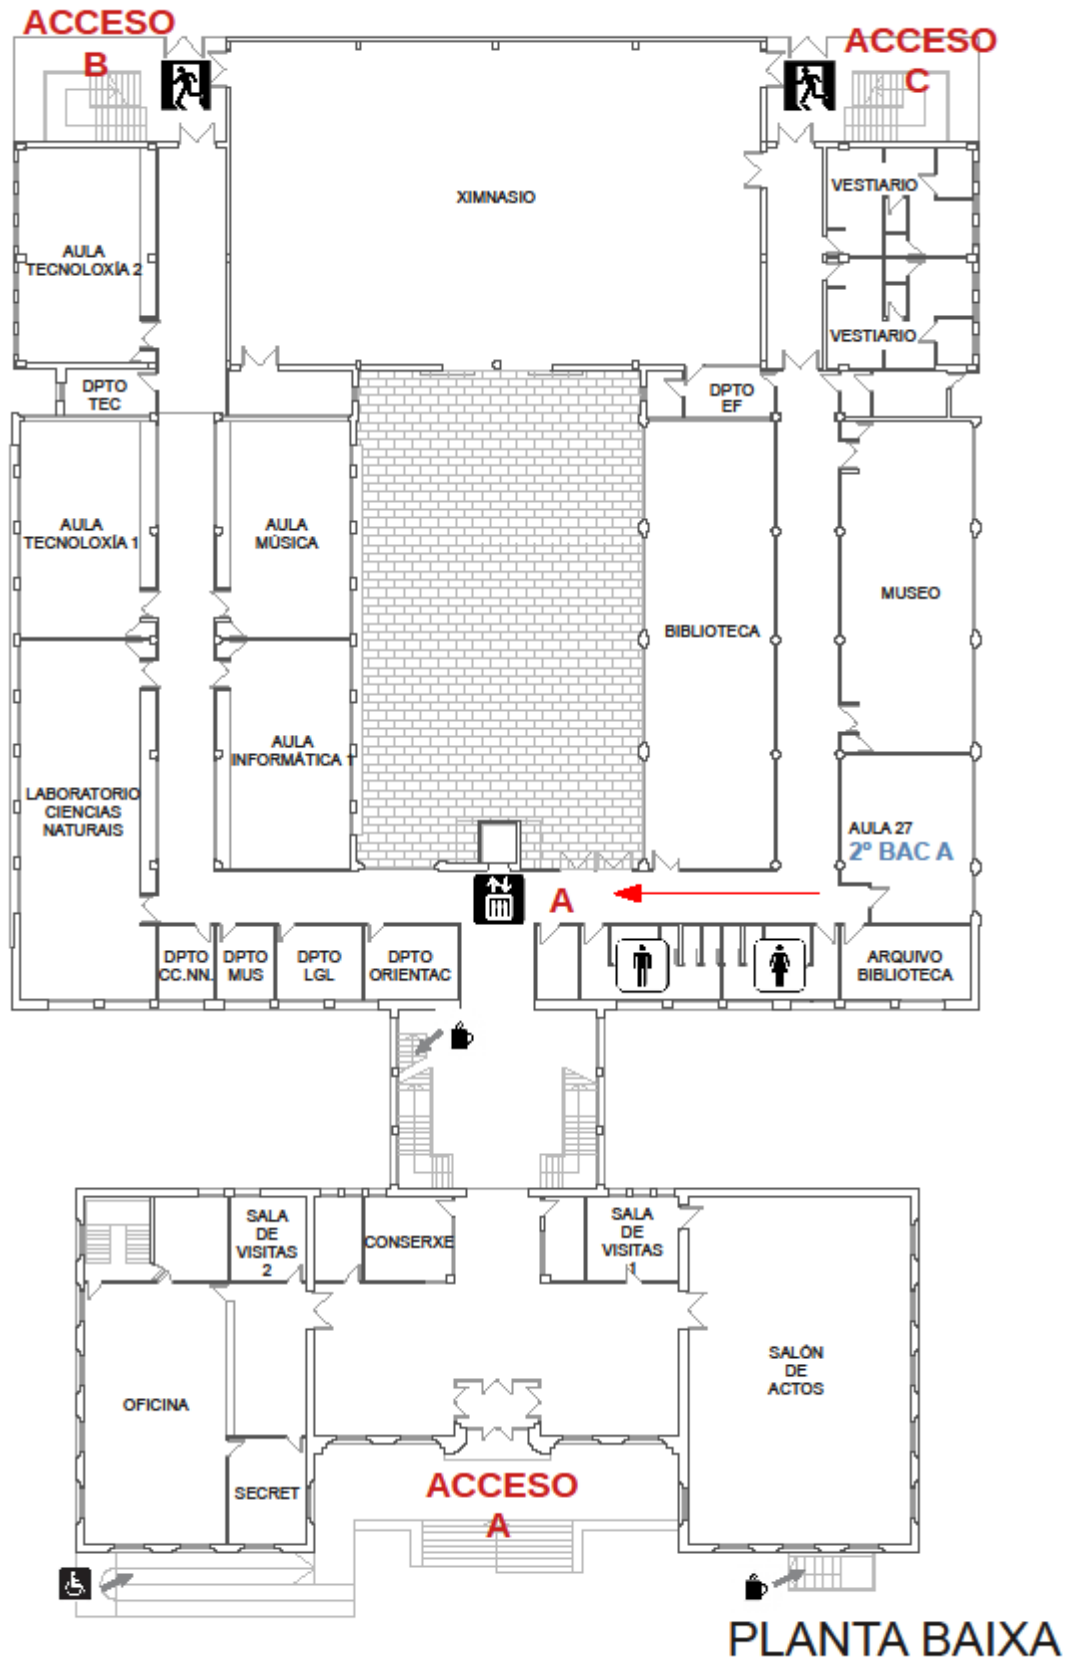 ACCESO
B
ACCESO
C
XIMNASIO
VESTIARIO
AULA
TECNOLOXÍA 2
VESTIARIO
DPTO
TEC
DPTO
EF
AULA
TECNOLOXÍA 1
AULA
MÚSICA
MUSEO
BIBLIOTECA
AULA
INFORMÁTICA 1
LABORATORIO
CIENCIAS
NATURAIS
AULA 27
2º BAC A
A
DPTO
CC.NN.
DPTO
MUS
DPTO
LGL
DPTO
ORIENTAC
ARQUIVO
BIBLIOTECA
SALA
DE
VISITAS
2
CONSERXE
SALA
DE
VISITAS
1
SALÓN
DE
ACTOS
OFICINA
SECRET
ACCESO
A
PLANTA BAIXA